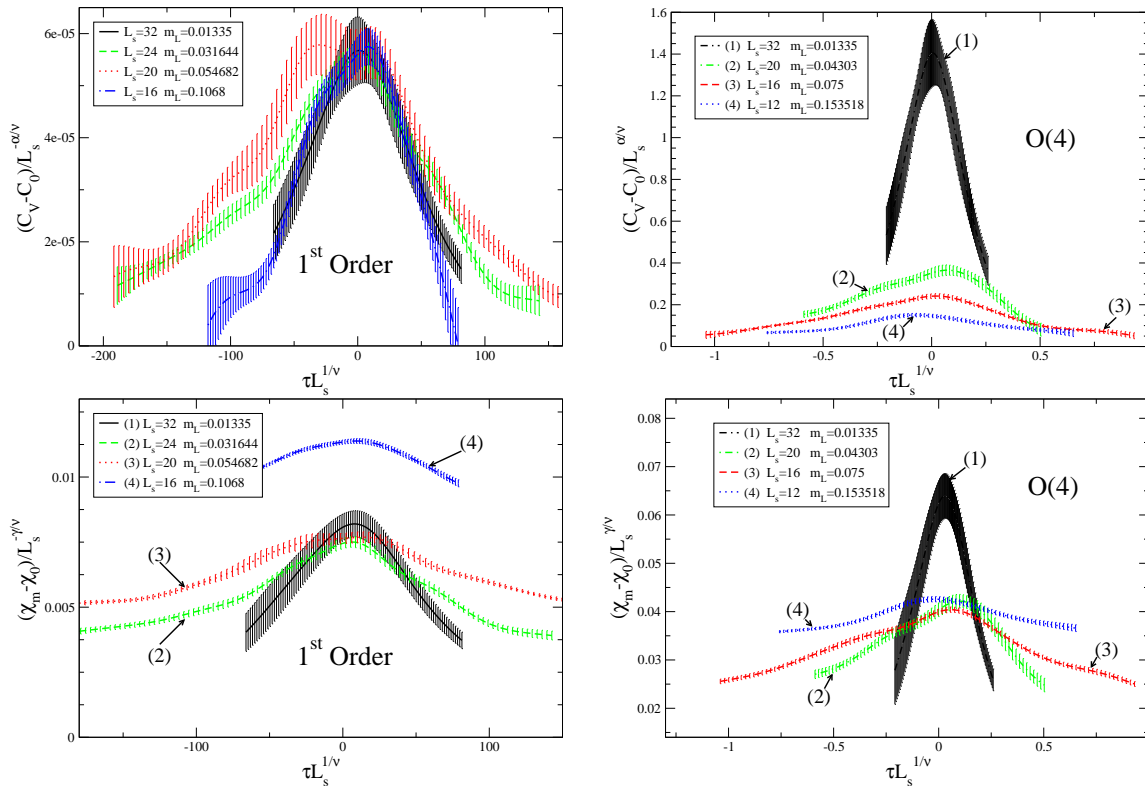 L_s=32 m_L=0.01335
L_s=24 m_L=0.031644
L_s=20 m_L=0.054682
L_s=16 m_L=0.1068
6e-05
4e-05
2e-05
0
(C_V-C_0)/L_s^{-α/ν}
1^{st} Order
-200
-100
0
100
τL_s^{1/ν}
(1) L_s=32 m_L=0.01335
(2) L_s=20 m_L=0.04303
(3) L_s=16 m_L=0.075
(4) L_s=12 m_L=0.153518
1.6
1.4
1.2
1
0.8
0.6
0.4
0.2
0
(C_V-C_0)/L_s^{α/ν}
(1)
O(4)
(2)
(3)
(4)
-1
-0.5
0
0.5
τL_s^{1/ν}
(1) L_s=32 m_L=0.01335
(2) L_s=24 m_L=0.031644
(3) L_s=20 m_L=0.054682
(4) L_s=16 m_L=0.1068
0.01
0.005
0
(χ_m-χ_0)/L_s^{-γ/ν}
(4)
(3)
(2)
1^{st} Order
-100
0
100
τL_s^{1/ν}
(1) L_s=32 m_L=0.01335
(2) L_s=20 m_L=0.04303
(3) L_s=16 m_L=0.075
(4) L_s=12 m_L=0.153518
0.08
0.07
0.06
0.05
0.04
0.03
0.02
(χ_m-χ_0)/L_s^{γ/ν}
(1)
O(4)
(4)
(3)
(2)
-1
-0.5
0
0.5
τL_s^{1/ν}